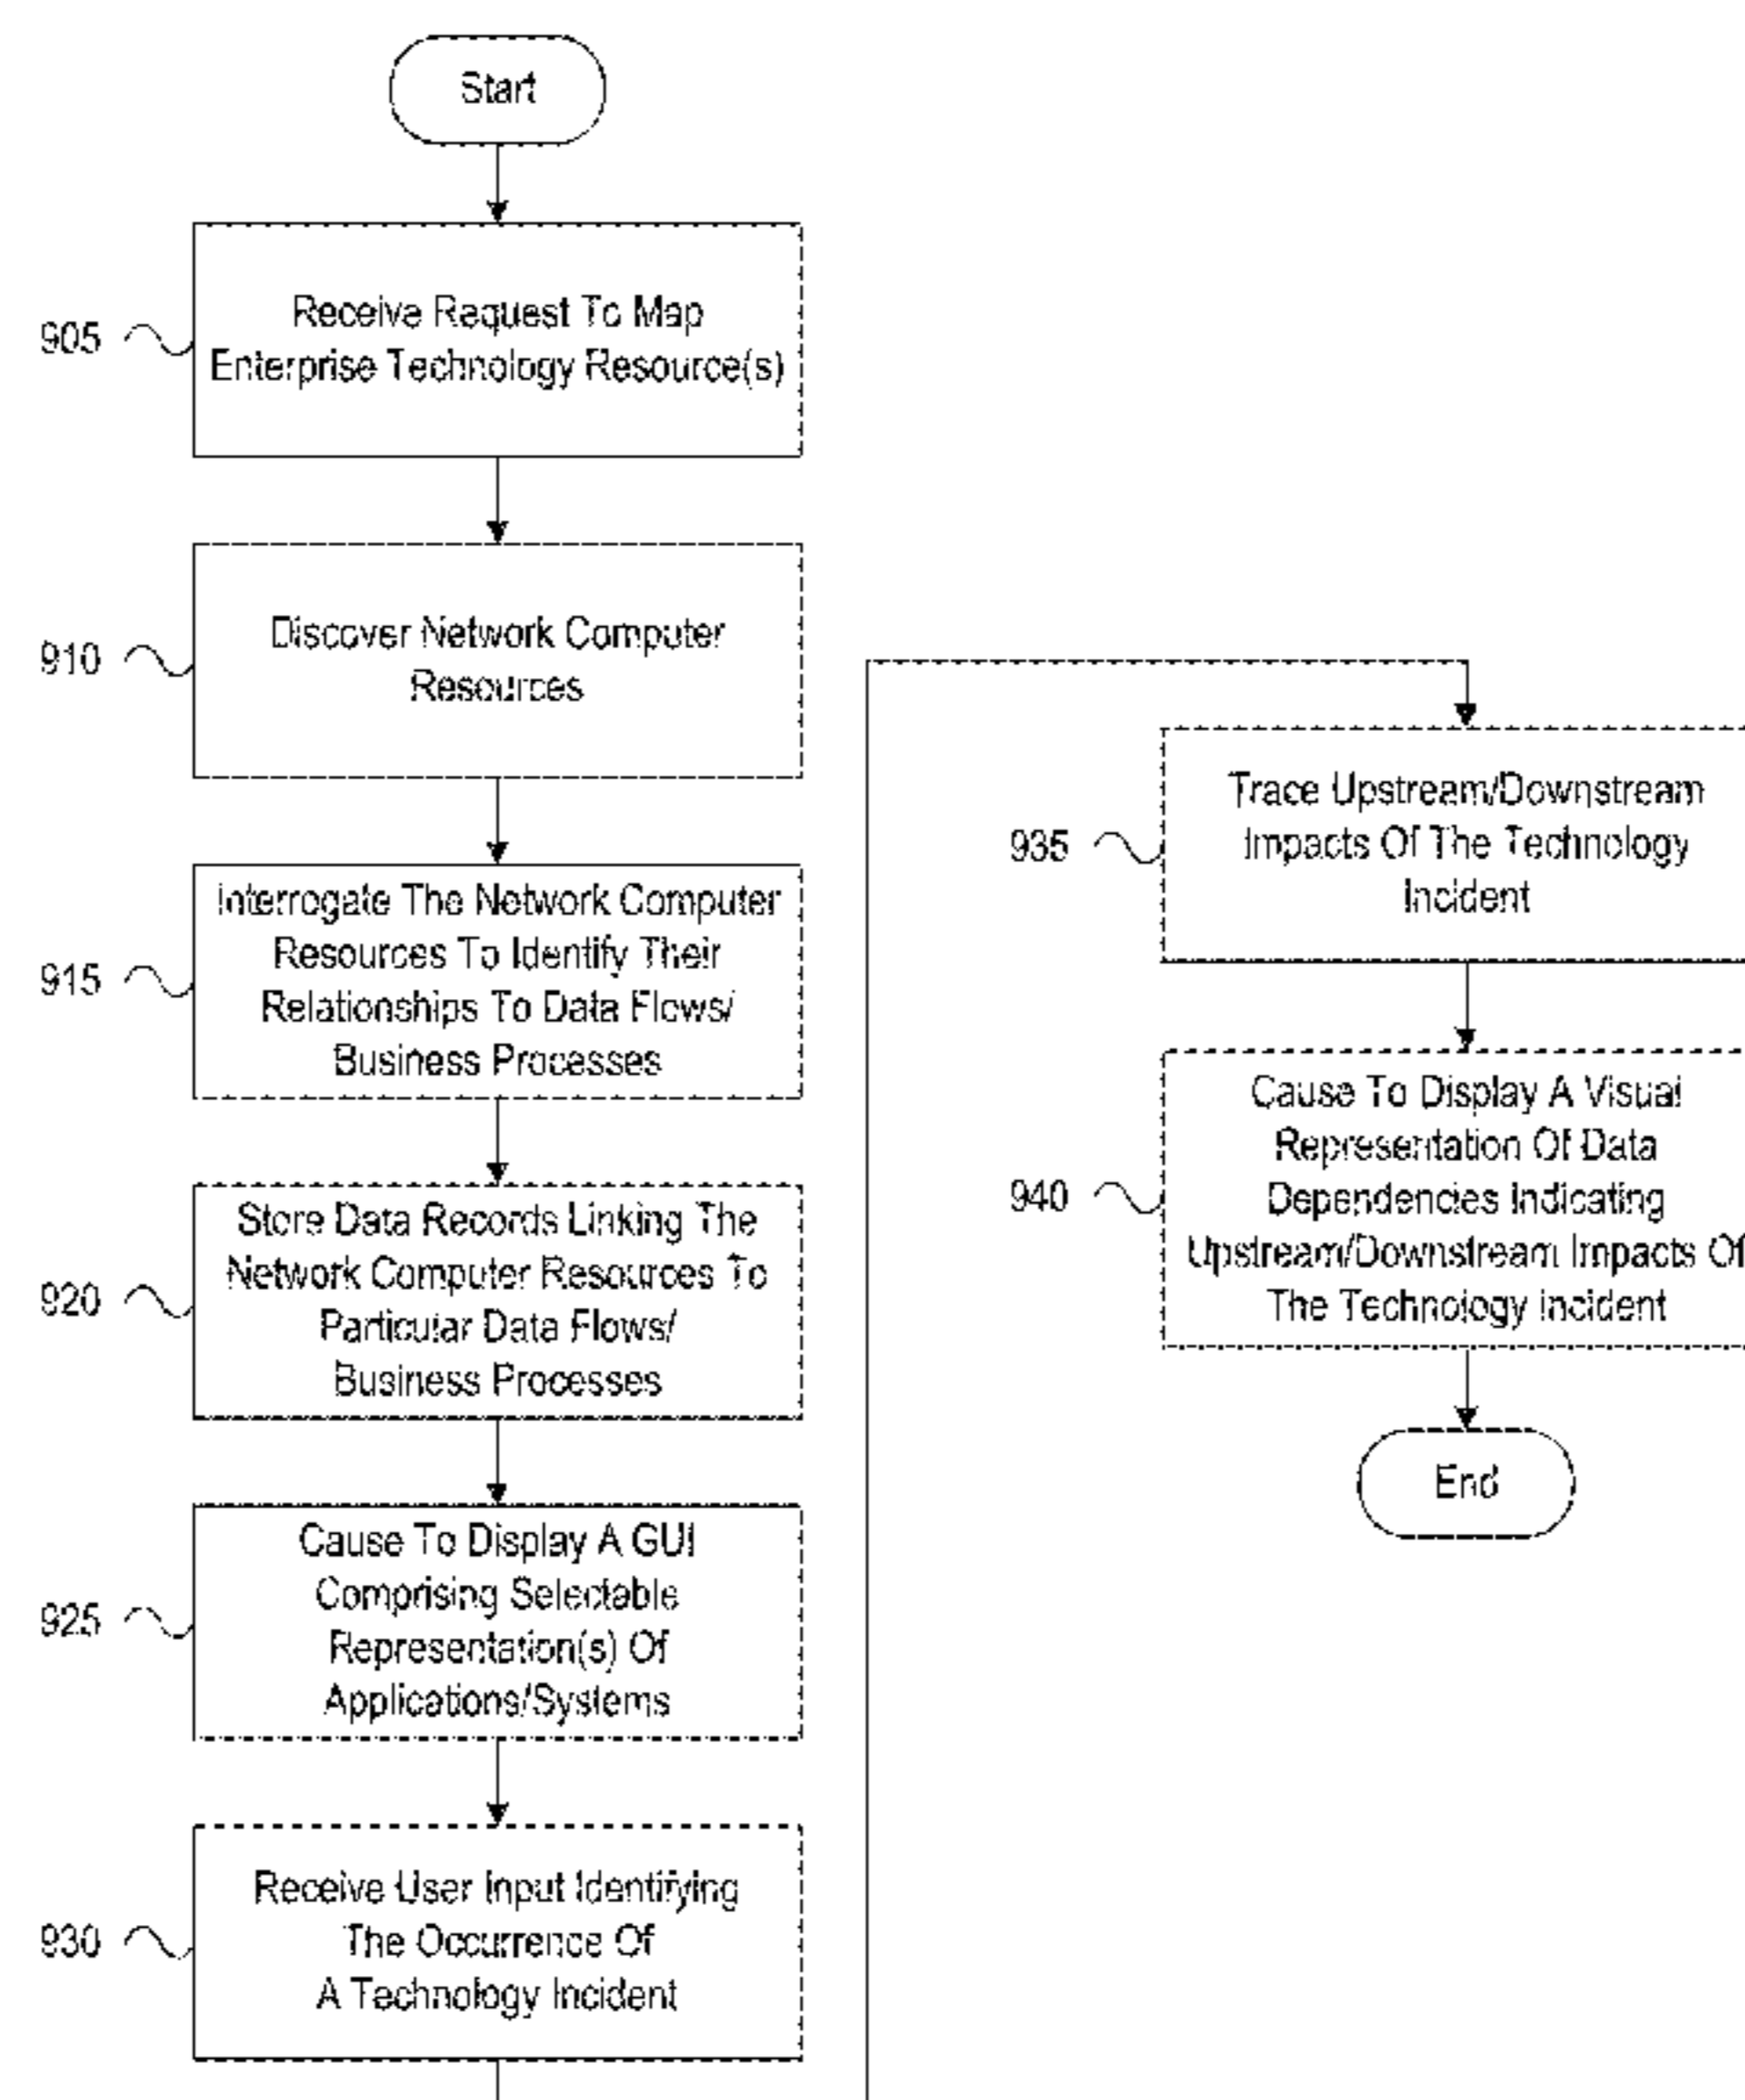 Start
905
Receive Request To Map
Enterprise Technology Resource(s)
910
Discover Network Computer
Resources
915
Interrogate The Network Computer
Resources To Identify Their
Relationships To Data Flows/
Business Processes
920
Store Data Records Linking The
Network Computer Resources To
Particular Data Flows/
Business Processes
925
Cause To Display A GUI
Comprising Selectable
Representation(s) Of
Applications/Systems
930
Receive User Input Identifying
The Occurrence Of
A Technology Incident
935
Trace Upstream/Downstream
Impacts Of The Technology
Incident
940
Cause To Display A Visual
Representation Of Data
Dependencies Indicating
Upstream/Downstream Impacts Of
The Technology Incident
End